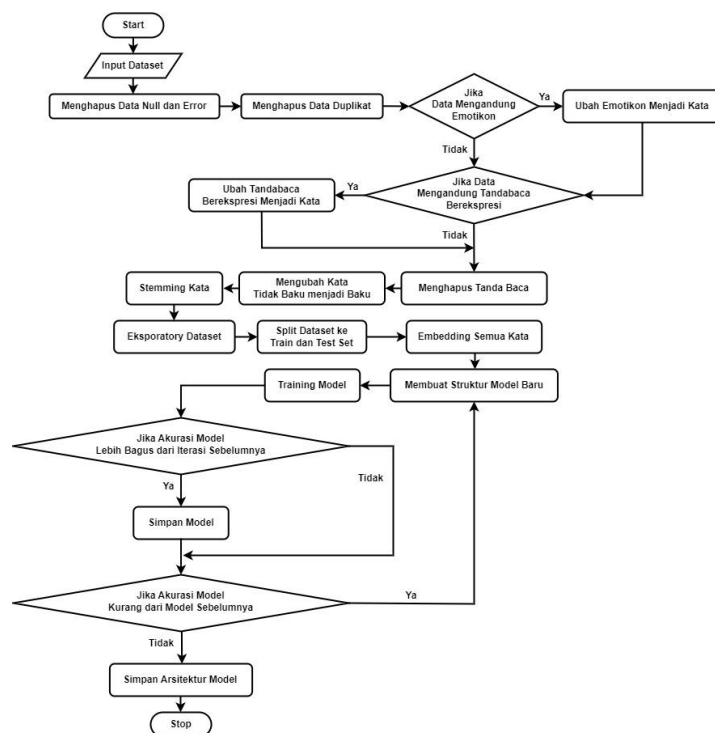 Start
Input Dataset
Menghapus Data Null dan Error
Menghapus Data Duplikat
Jika
Data Mengandung
Emotikon
Ya
Ubah Emotikon Menjadi Kata
Tidak
Jika Data
Mengandung Tandabaca
Berekspresi
Ya
Ubah Tandabaca
Berekspresi Menjadi Kata
Tidak
Menghapus Tanda Baca
Mengubah Kata
Tidak Baku menjadi Baku
Stemming Kata
Eksporatory Dataset
Split Dataset ke
Train dan Test Set
Embedding Semua Kata
Membuat Struktur Model Baru
Training Model
Jika Akurasi Model
Lebih Bagus dari Iterasi Sebelumnya
Tidak
Ya
Simpan Model
Jika Akurasi Model
Kurang dari Model Sebelumnya
Ya
Tidak
Simpan Arsitektur Model
Stop